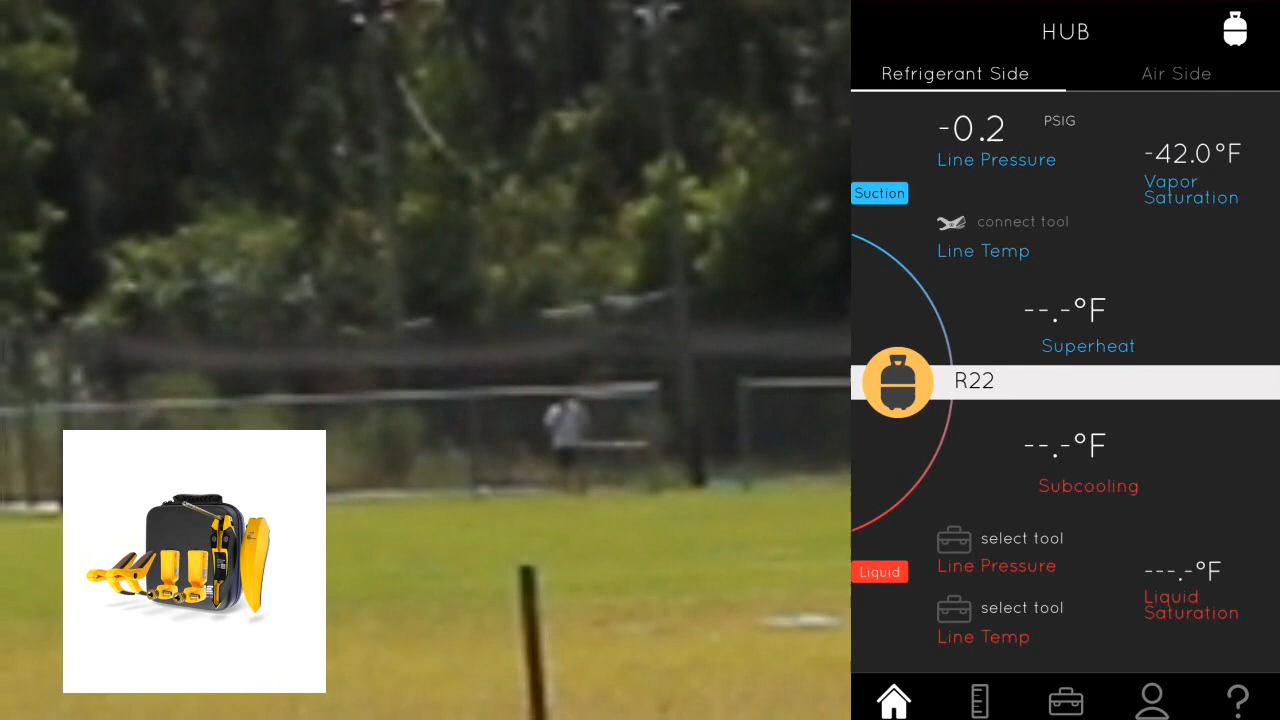 HUB
Refrigerant Side
Air Side
-0.2
PSIG
Line Pressure
-42.0°F
Vapor
Saturation
Suction
connect tool
Line Temp
--.-°F
Superheat
R22
--.-°F
Subcooling
select tool
Line Pressure
Liquid
---.-°F
Liquid
Saturation
select tool
Line Temp
?